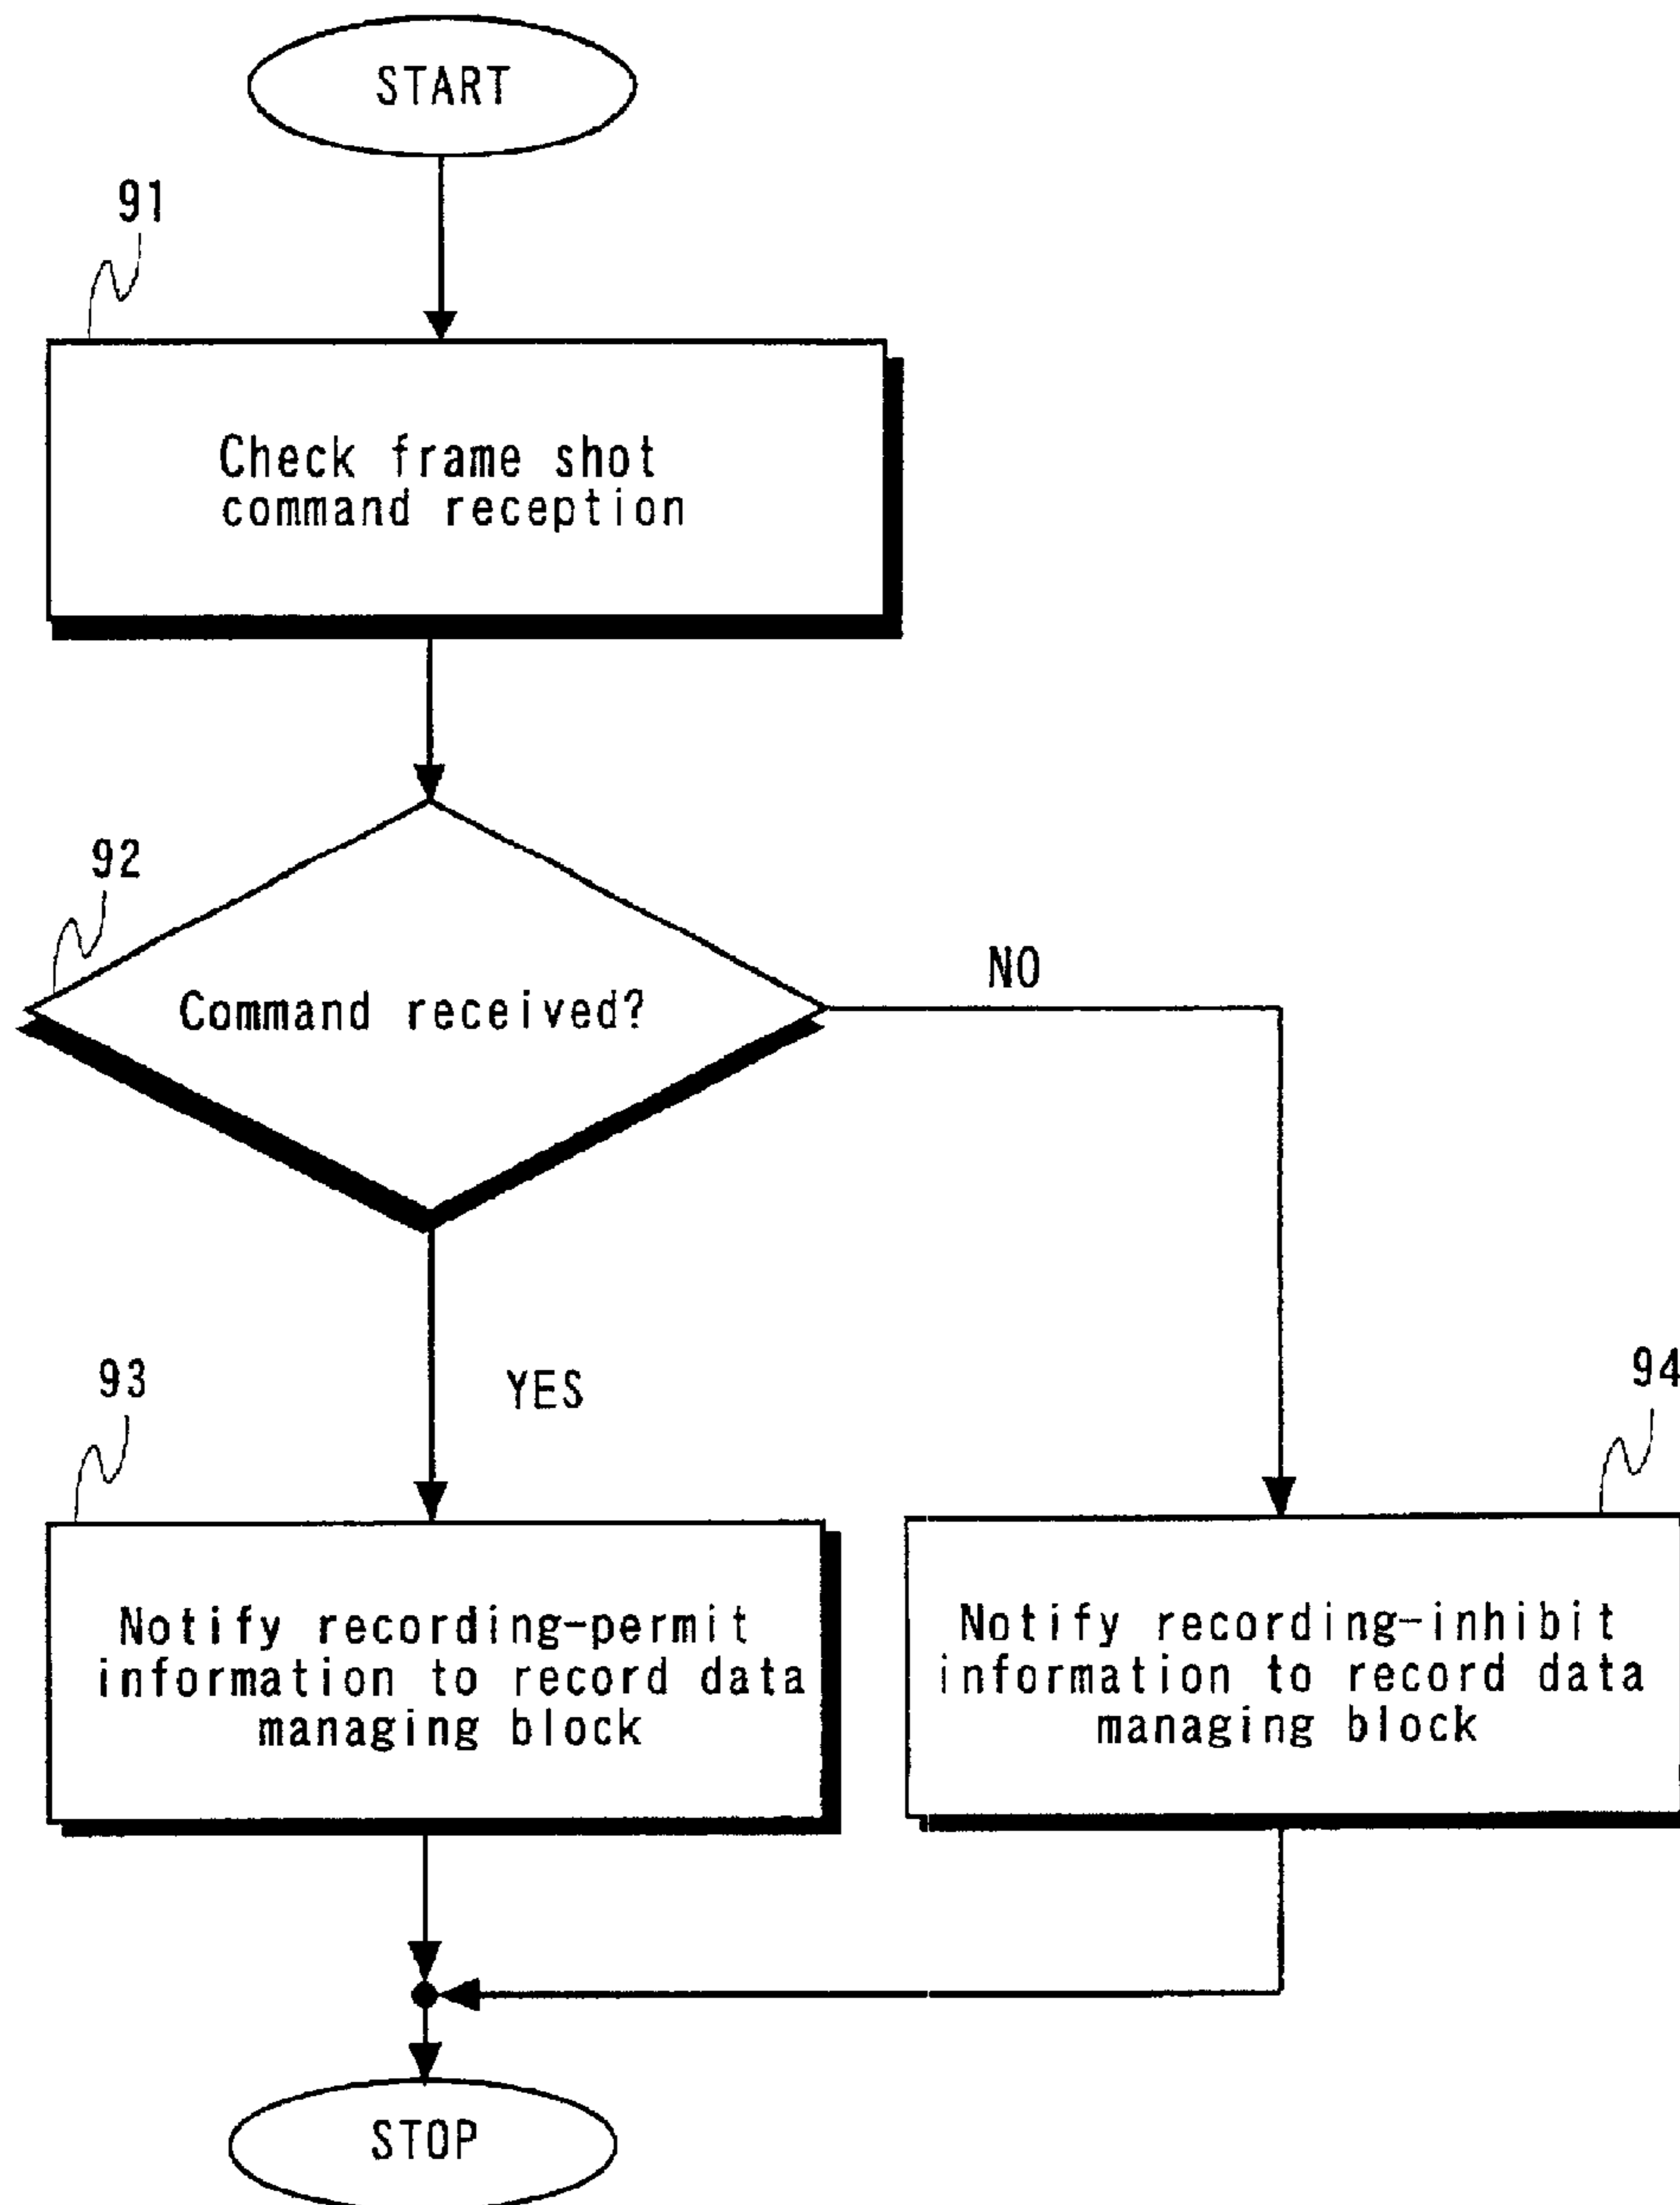 START
91
Check frame shot
command reception
92
Command received?
NO
YES
93
94
Notify recording-permit
information to record data
managing block
Notify recording-inhibit
information to record data
managing block
STOP